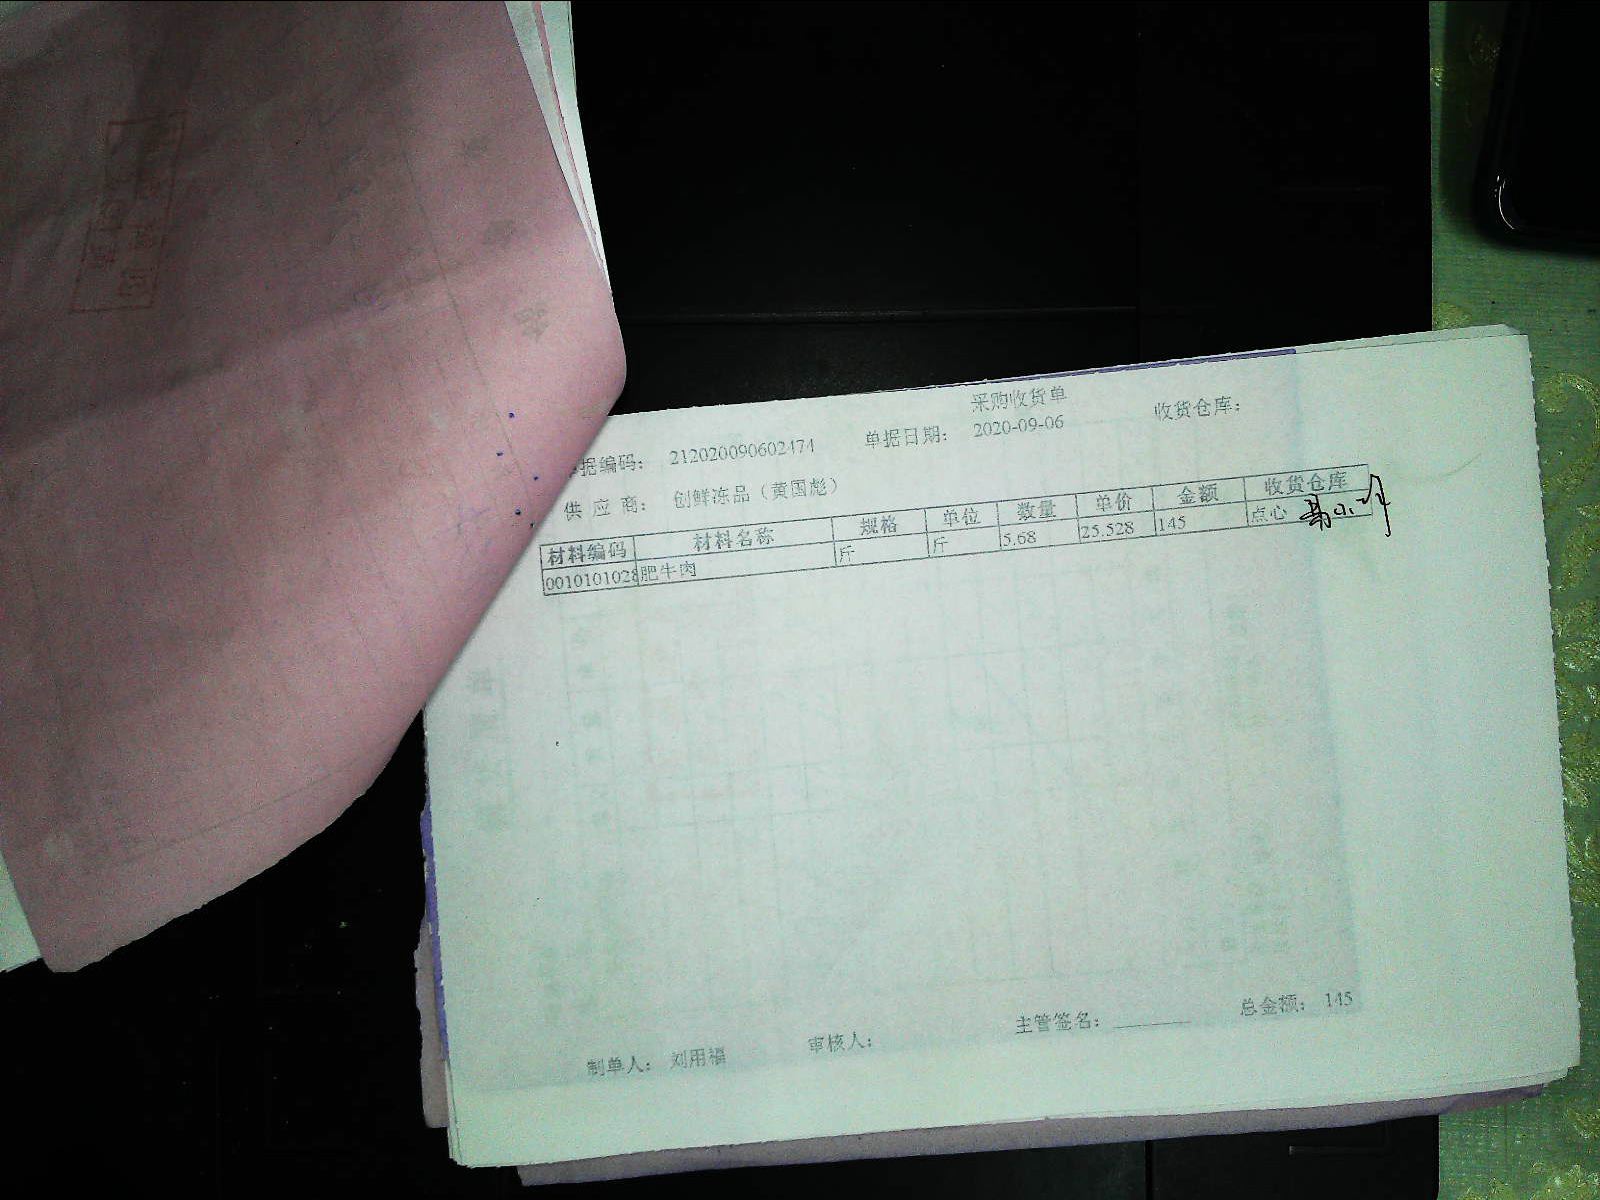 采购收货单
据编码： 212020090602474 单据日期： 2020-09-06 收货仓库：
供 应 商： 创鲜冻品（黄国彪）
材料编码 材料名称 规格 单位 数量 单价 金额 收货仓库
0010101028 肥牛肉 斤 斤 5.68 25.528 145 点心
制单人： 刘用福 审核人： 主管签名： 总金额： 145